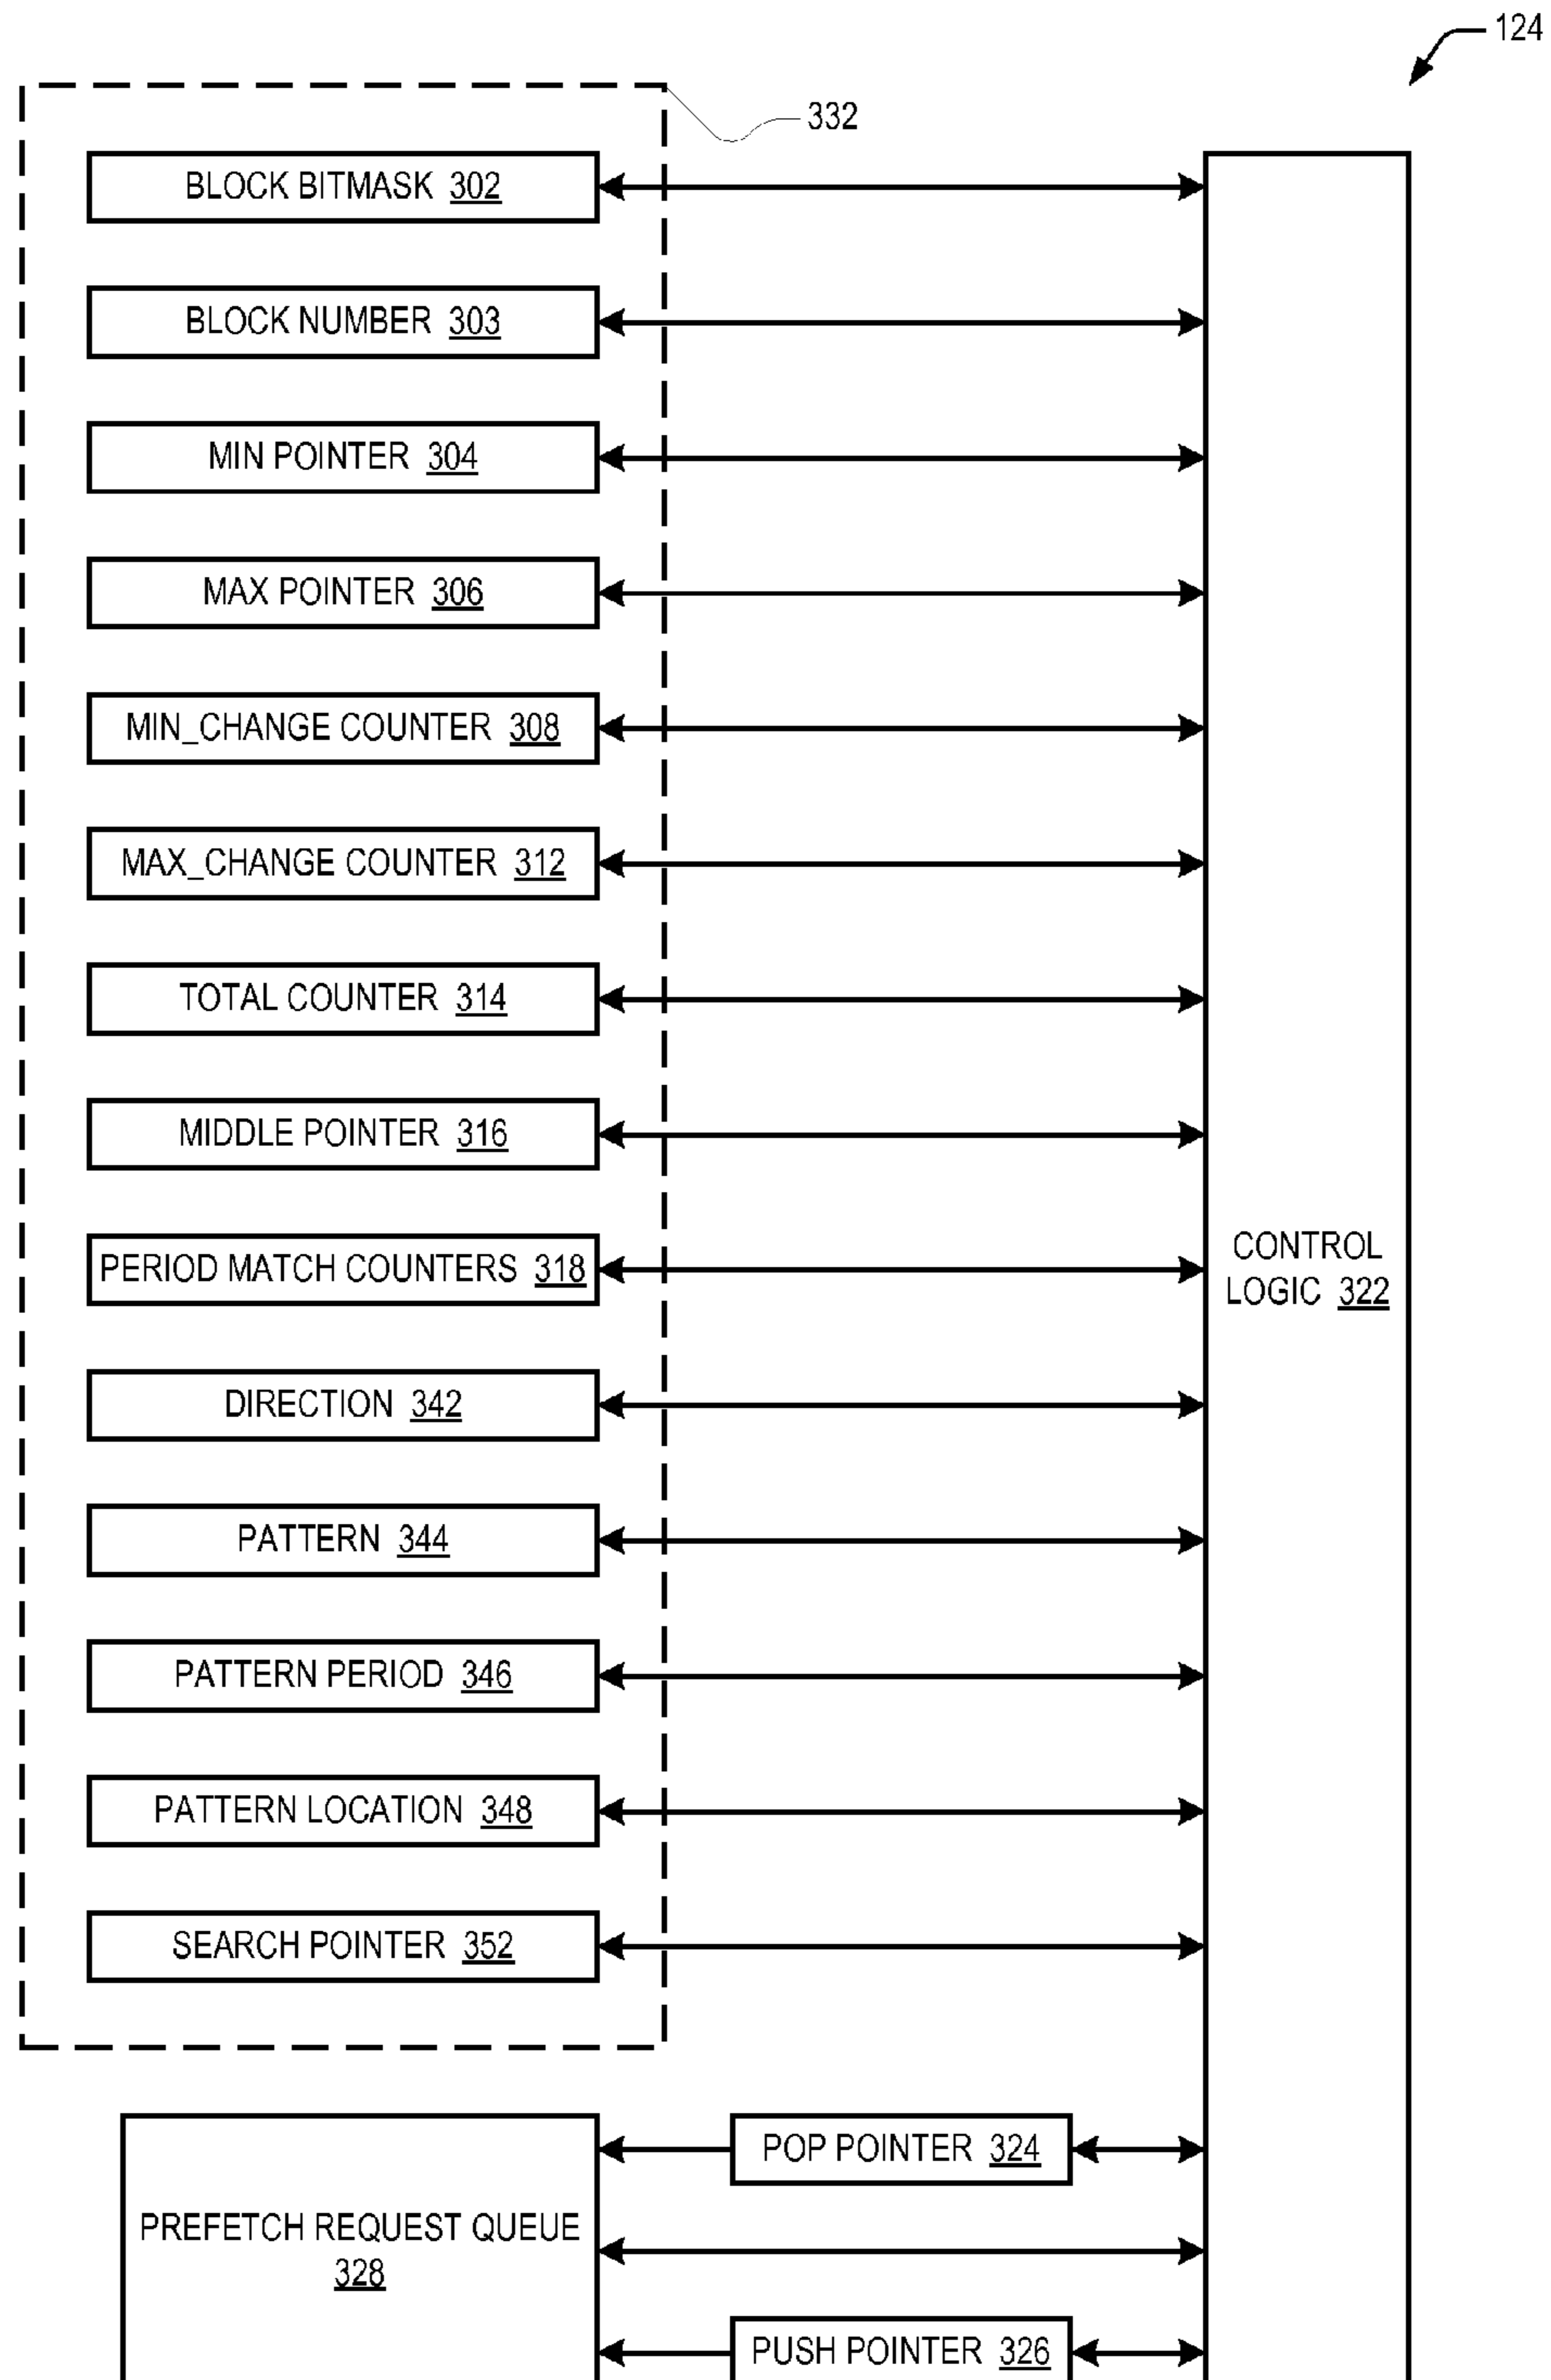 124
332
BLOCK BITMASK 302
BLOCK NUMBER 303
MIN POINTER 304
MAX POINTER 306
MIN_CHANGE COUNTER 308
MAX_CHANGE COUNTER 312
TOTAL COUNTER 314
MIDDLE POINTER 316
PERIOD MATCH COUNTERS 318
CONTROL
LOGIC 322
DIRECTION 342
PATTERN 344
PATTERN PERIOD 346
PATTERN LOCATION 348
SEARCH POINTER 352
POP POINTER 324
PREFETCH REQUEST QUEUE
328
PUSH POINTER 326